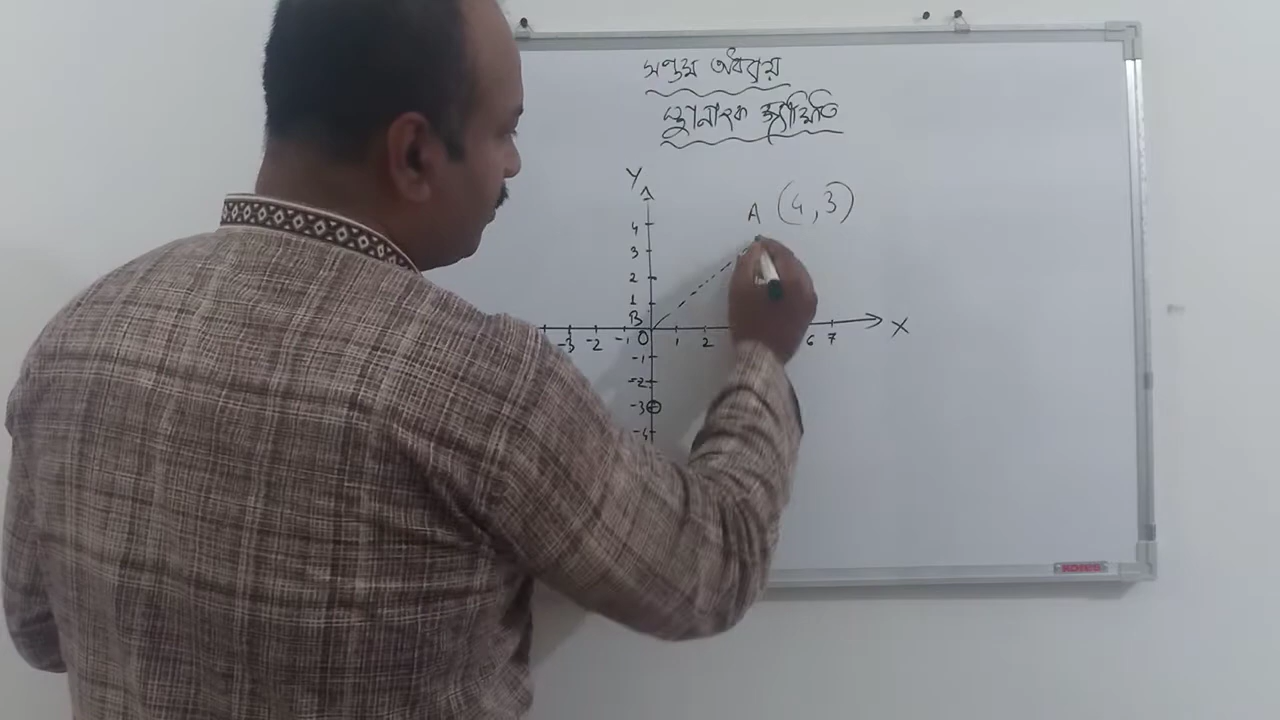 সপ্তম অধ্যায়
স্থানাংক জ্যামিতি
Y
A (4,3)
4
3
2
1
B
-3 -2 -1 0 1 2 6 7 X
-1
-2
-3
-4